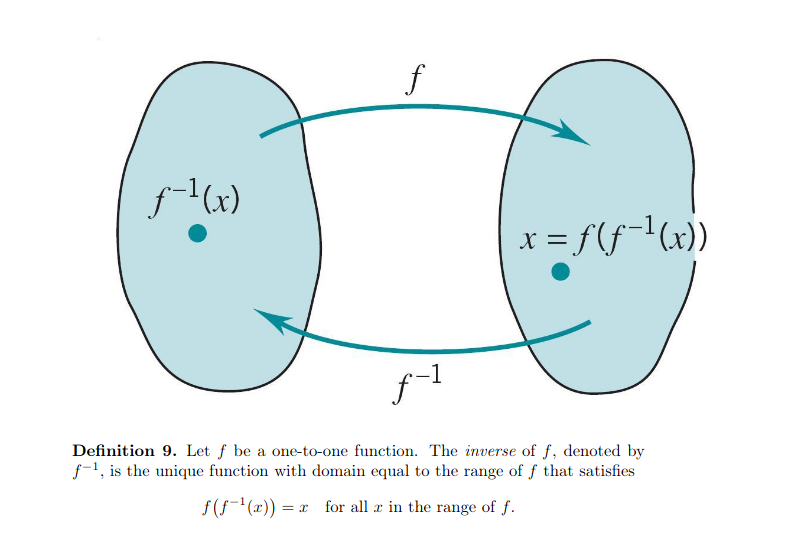 f
f⁻¹(x)
x = f(f⁻¹(x))
f⁻¹
Definition 9. Let f be a one-to-one function. The inverse of f, denoted by
f⁻¹, is the unique function with domain equal to the range of f that satisfies
f(f⁻¹(x)) = x for all x in the range of f.